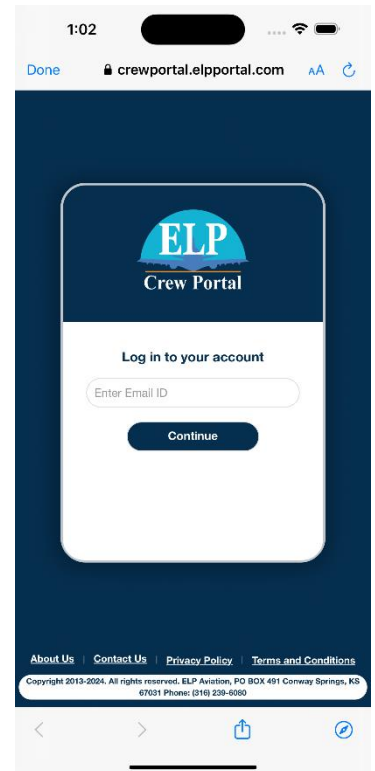 1:02
Done crewportal.elpportal.com AA
ELP
Crew Portal
Log in to your account
Enter Email ID
Continue
About Us | Contact Us | Privacy Policy | Terms and Conditions
Copyright 2013-2024. All rights reserved. ELP Aviation, PO BOX 491 Conway Springs, KS
67031 Phone: (316) 239-6080